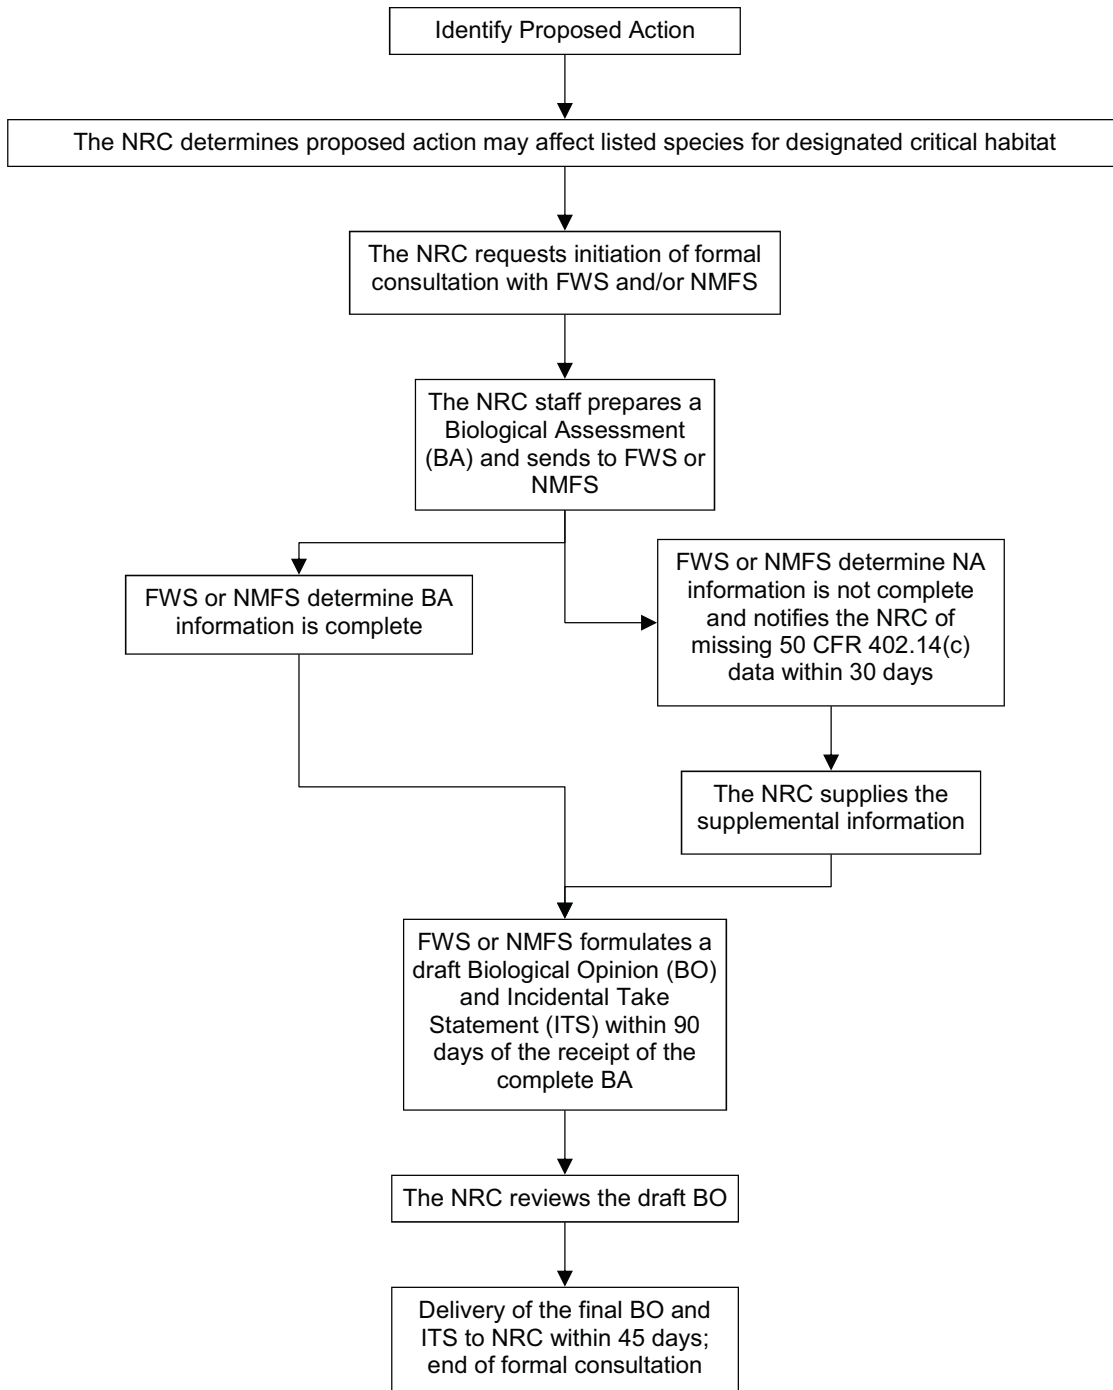 Identify Proposed Action
The NRC determines proposed action may affect listed species for designated critical habitat
The NRC requests initiation of formal
consultation with FWS and/or NMFS
The NRC staff prepares a
Biological Assessment
(BA) and sends to FWS or
NMFS
FWS or NMFS determine BA
information is complete
FWS or NMFS determine NA
information is not complete
and notifies the NRC of
missing 50 CFR 402.14(c)
data within 30 days
The NRC supplies the
supplemental information
FWS or NMFS formulates a
draft Biological Opinion (BO)
and Incidental Take
Statement (ITS) within 90
days of the receipt of the
complete BA
The NRC reviews the draft BO
Delivery of the final BO and
ITS to NRC within 45 days;
end of formal consultation